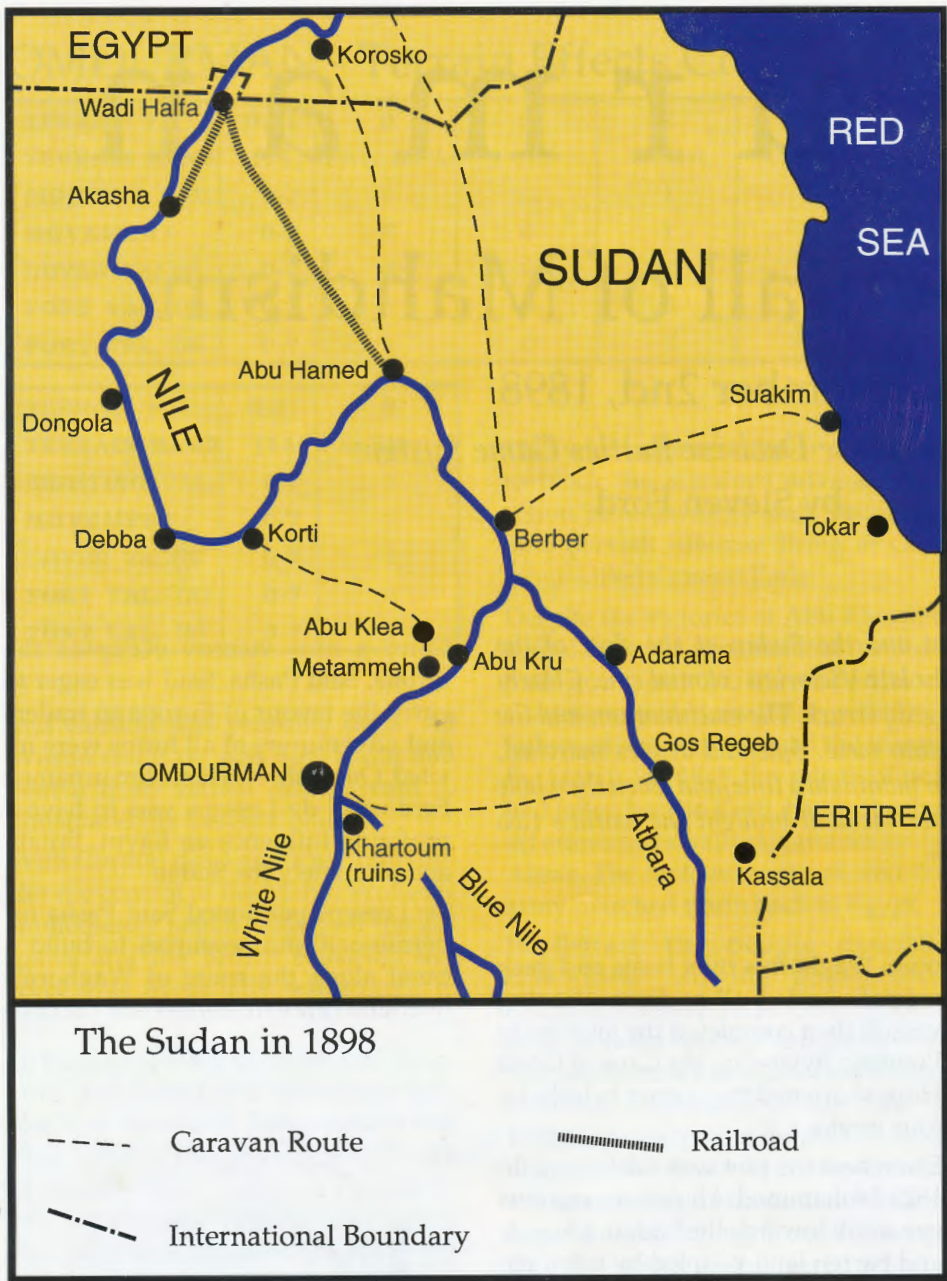 EGYPT
Korosko
Wadi Halfa
RED
SEA
Akasha
SUDAN
Abu Hamed
NILE
Dongola
Suakim
Debba
Korti
Berber
Tokar
Abu Klea
Metammeh
Abu Kru
Adarama
Gos Regeb
OMDURMAN
ERITREA
Khartoum
(ruins)
Atbara
Kassala
White Nile
Blue Nile
The Sudan in 1898
Caravan Route
Railroad
International Boundary